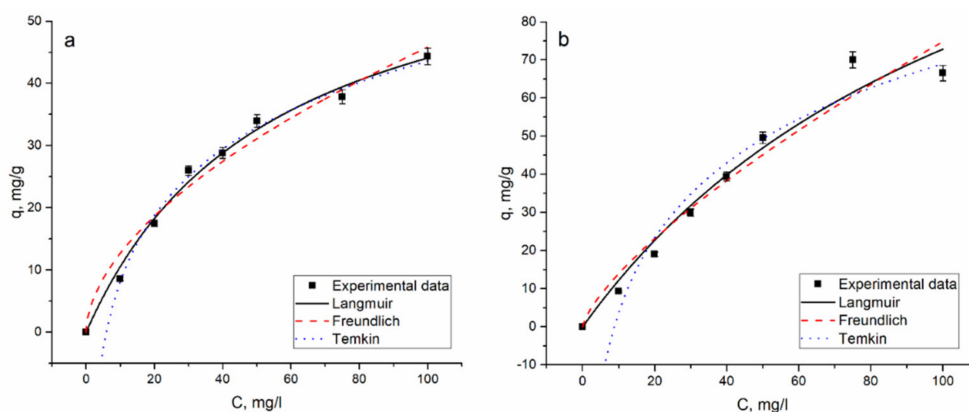 a
50
40
30
20
10
0
q, mg/g
0 20 40 60 80 100
C, mg/l
Experimental data
Langmuir
Freundlich
Temkin
b
80
70
60
50
40
30
20
10
0
-10
q, mg/g
0 20 40 60 80 100
C, mg/l
Experimental data
Langmuir
Freundlich
Temkin